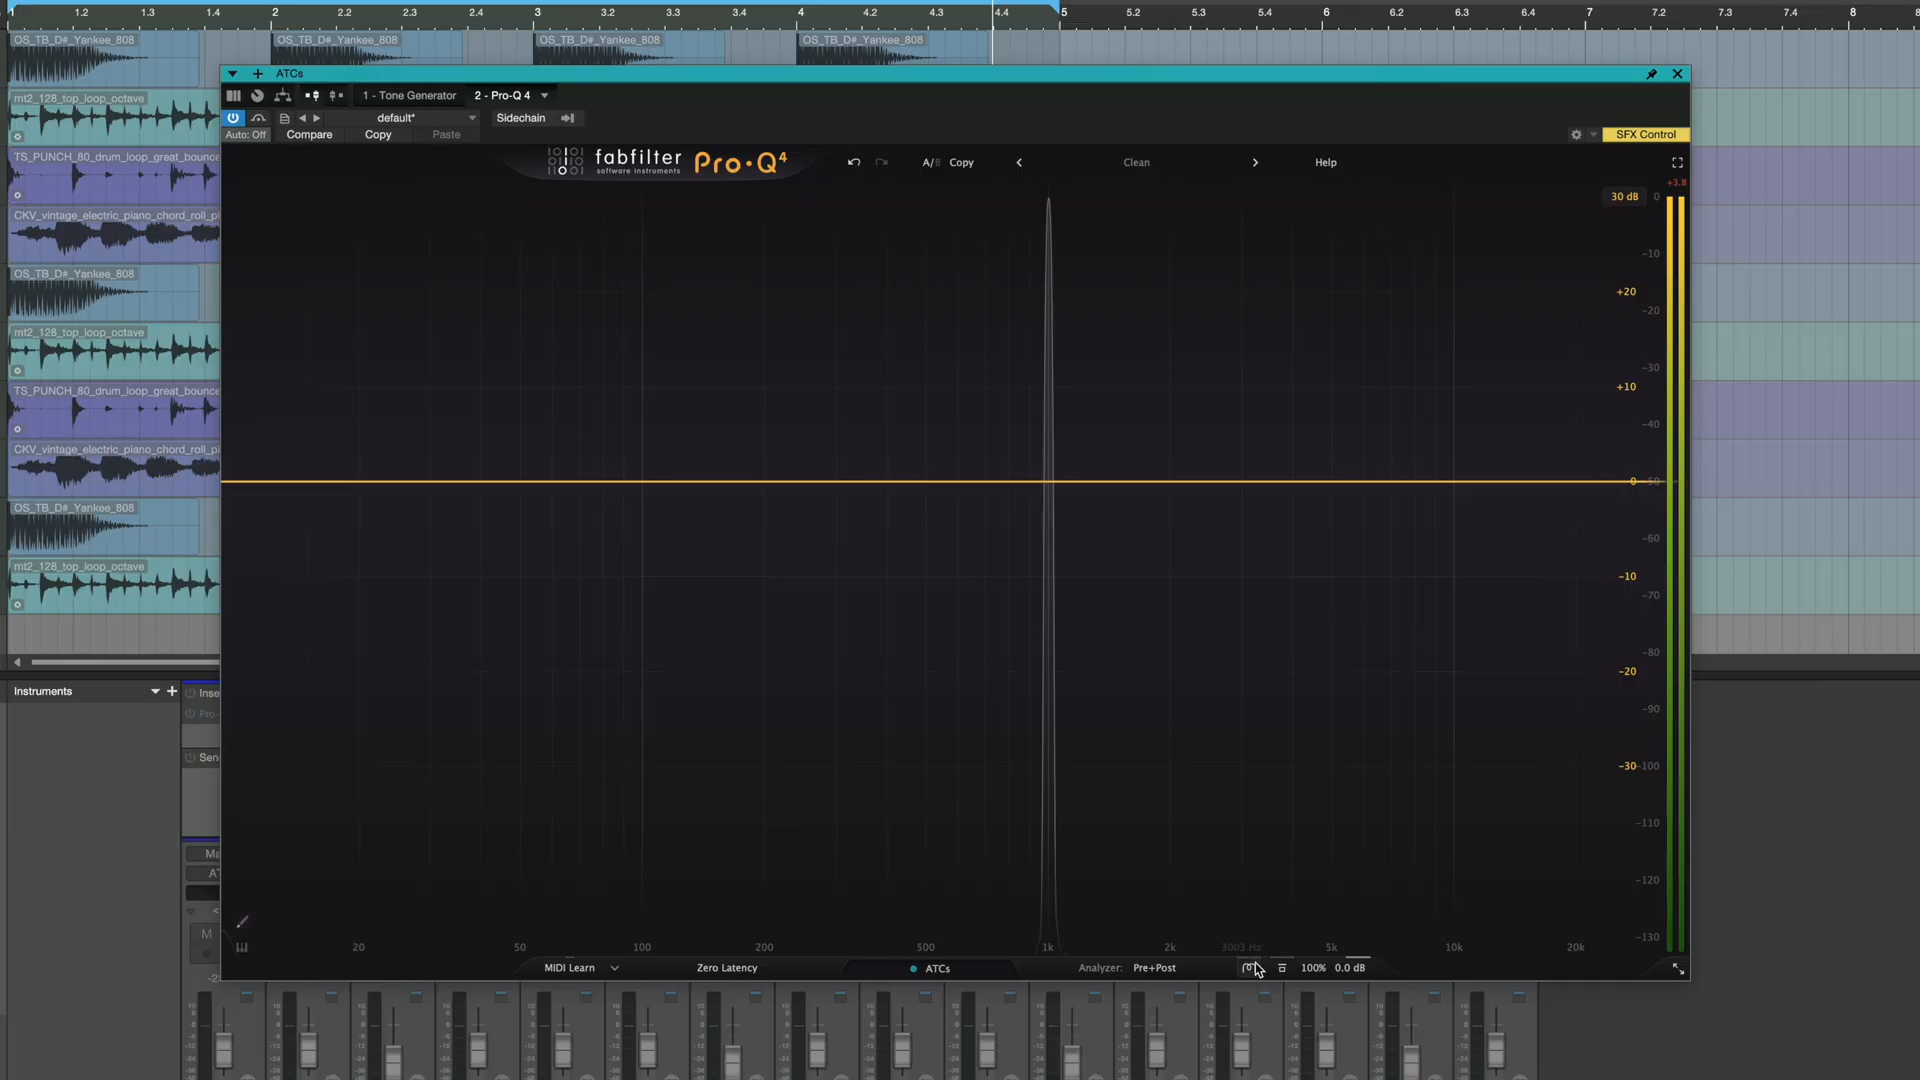 1 1.2 1.3 1.4 2 2.2 2.3 2.4 3 3.2 3.3 3.4 4 4.2 4.3 4.4 5 5.2 5.3 5.4 6 6.2 6.3 6.4 7 7.2 7.3 7.4 8
OS_TB_D#_Yankee_808 OS_TB_D#_Yankee_808 OS_TB_D#_Yankee_808 OS_TB_D#_Yankee_808
ATCs
1 - Tone Generator 2 - Pro-Q 4
default* Sidechain
Auto: Off Compare Copy Paste SFX Control
fabfilter
software instruments
Pro·Q4
A/B Copy Clean Help
+3.8
30 dB 0
-10
+20
-20
-30
+10
-40
0 -50
-60
-10
-70
-80
-20
-90
-30 -100
-110
-120
-130
mt2_128_top_loop_octave
TS_PUNCH_80_drum_loop_great_bounce
CKV_vintage_electric_piano_chord_roll_pl
OS_TB_D#_Yankee_808
mt2_128_top_loop_octave
TS_PUNCH_80_drum_loop_great_bounce
CKV_vintage_electric_piano_chord_roll_pl
OS_TB_D#_Yankee_808
mt2_128_top_loop_octave
Instruments
Inse
Pro-
Sen
Ma
AT
M
20 50 100 200 500 1k 2k 3003 Hz 5k 10k 20k
MIDI Learn Zero Latency ATCs Analyzer: Pre+Post 100% 0.0 dB